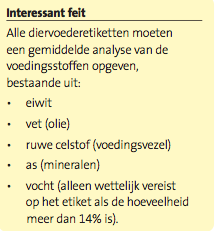 Interessant feit
Alle diervoederetiketten moeten
een gemiddelde analyse van de
voedingsstoffen opgeven,
bestaande uit:
• eiwit
• vet (olie)
• ruwe celstof (voedingsvezel)
• as (mineralen)
• vocht (alleen wettelijk vereist
op het etiket als de hoeveelheid
meer dan 14% is).